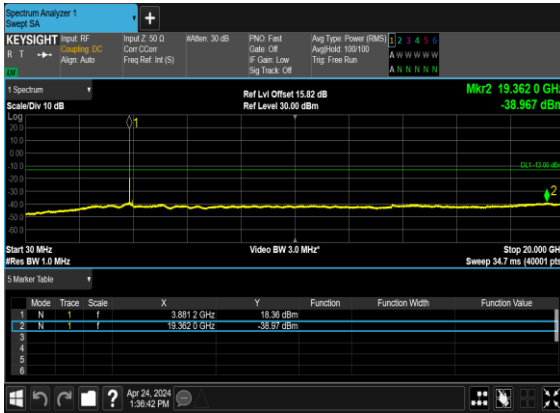 Spectrum Analyzer 1
Swept SA
+
KEYSIGHT Input: RF Input Z: 50 Ω #Atten: 30 dB PNO: Fast Avg Type: Power (RMS) 1 2 3 4 5 6
R T Coupling: DC Corr CCorr Gate: Off Avg|Hold: 100/100 A W W W W W
Align: Auto Freq Ref: Int (S) IF Gain: Low Trig: Free Run
Sig Track: Off A N N N N N
1 Spectrum Ref Lvl Offset 15.82 dB Mkr2 19.362 0 GHz
Scale/Div 10 dB Ref Level 30.00 dBm -38.967 dBm
Log
20.0
10.0
0.00
-10.0
-20.0
-30.0
-40.0
-50.0
-60.0
1
DL1 -13.00 dBm
2
Start 30 MHz Video BW 3.0 MHz* Stop 20.000 GH
#Res BW 1.0 MHz Sweep 34.7 ms (40001 pts
5 Marker Table
Mode Trace Scale X Y Function Function Width Function Value
1 N 1 f 3.881 2 GHz 18.36 dBm
2 N 1 f 19.362 0 GHz -38.97 dBm
3
4
5
6
? Apr 24, 2024
1:36:42 PM